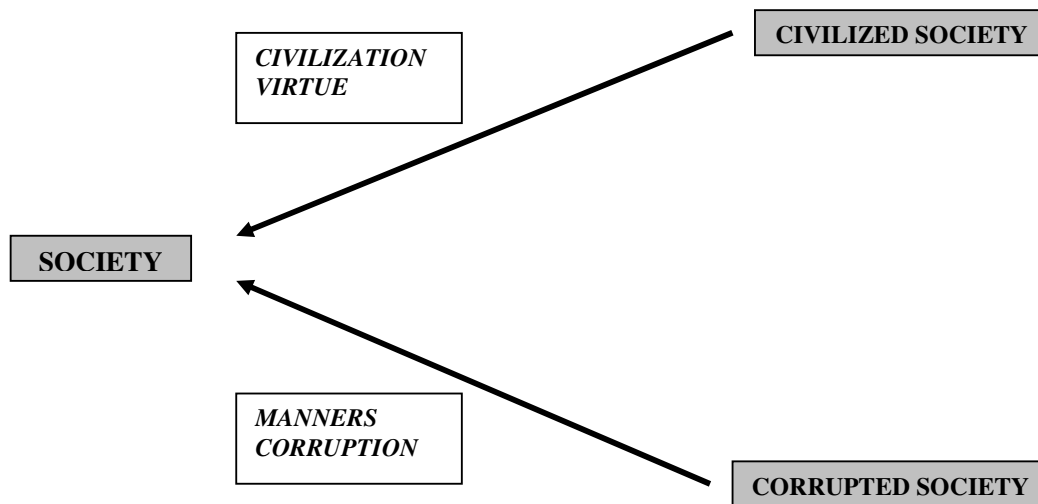 CIVILIZED SOCIETY
CIVILIZATION
VIRTUE
SOCIETY
MANNERS
CORRUPTION
CORRUPTED SOCIETY